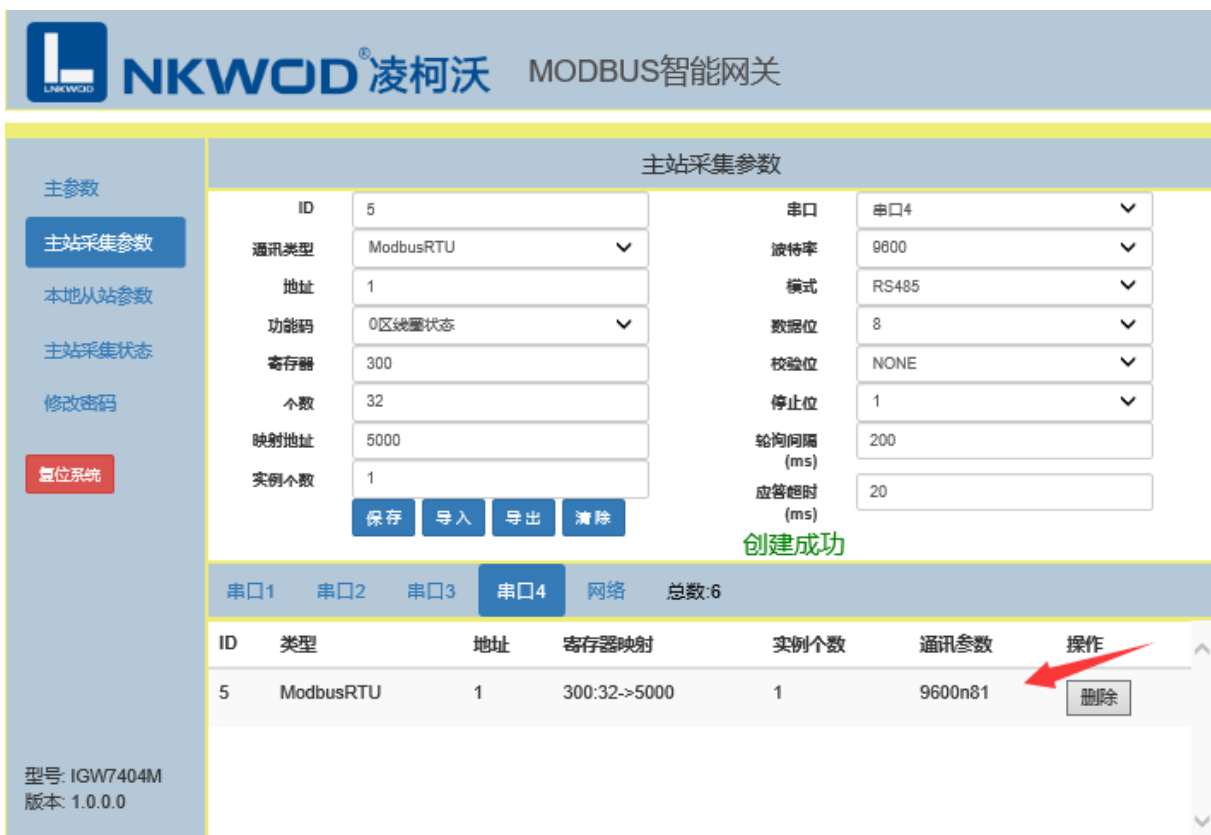 LNKWOD NKWOD®凌柯沃 MODBUS智能网关
主参数
主站采集参数
本地从站参数
主站采集状态
修改密码
复位系统
型号: IGW7404M
版本: 1.0.0.0
主站采集参数
ID 5 串口 串口4
通讯类型 ModbusRTU 波特率 9600
地址 1 模式 RS485
功能码 0区线圈状态 数据位 8
寄存器 300 校验位 NONE
个数 32 停止位 1
映射地址 5000 轮询间隔 200
(ms)
实例个数 1 应答超时 20
(ms)
保存 导入 导出 清除
创建成功
串口1 串口2 串口3 串口4 网络 总数:6
ID 类型 地址 寄存器映射 实例个数 通讯参数 操作
5 ModbusRTU 1 300:32->5000 1 9600n81 删除